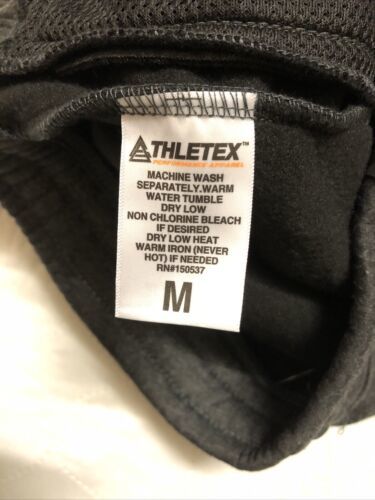 ATHLETEX
PERFORMANCE APPAREL
MACHINE WASH
SEPARATELY.WARM
WATER TUMBLE
DRY LOW
NON CHLORINE BLEACH
IF DESIRED
DRY LOW HEAT
WARM IRON (NEVER
HOT) IF NEEDED
RN#150537
M